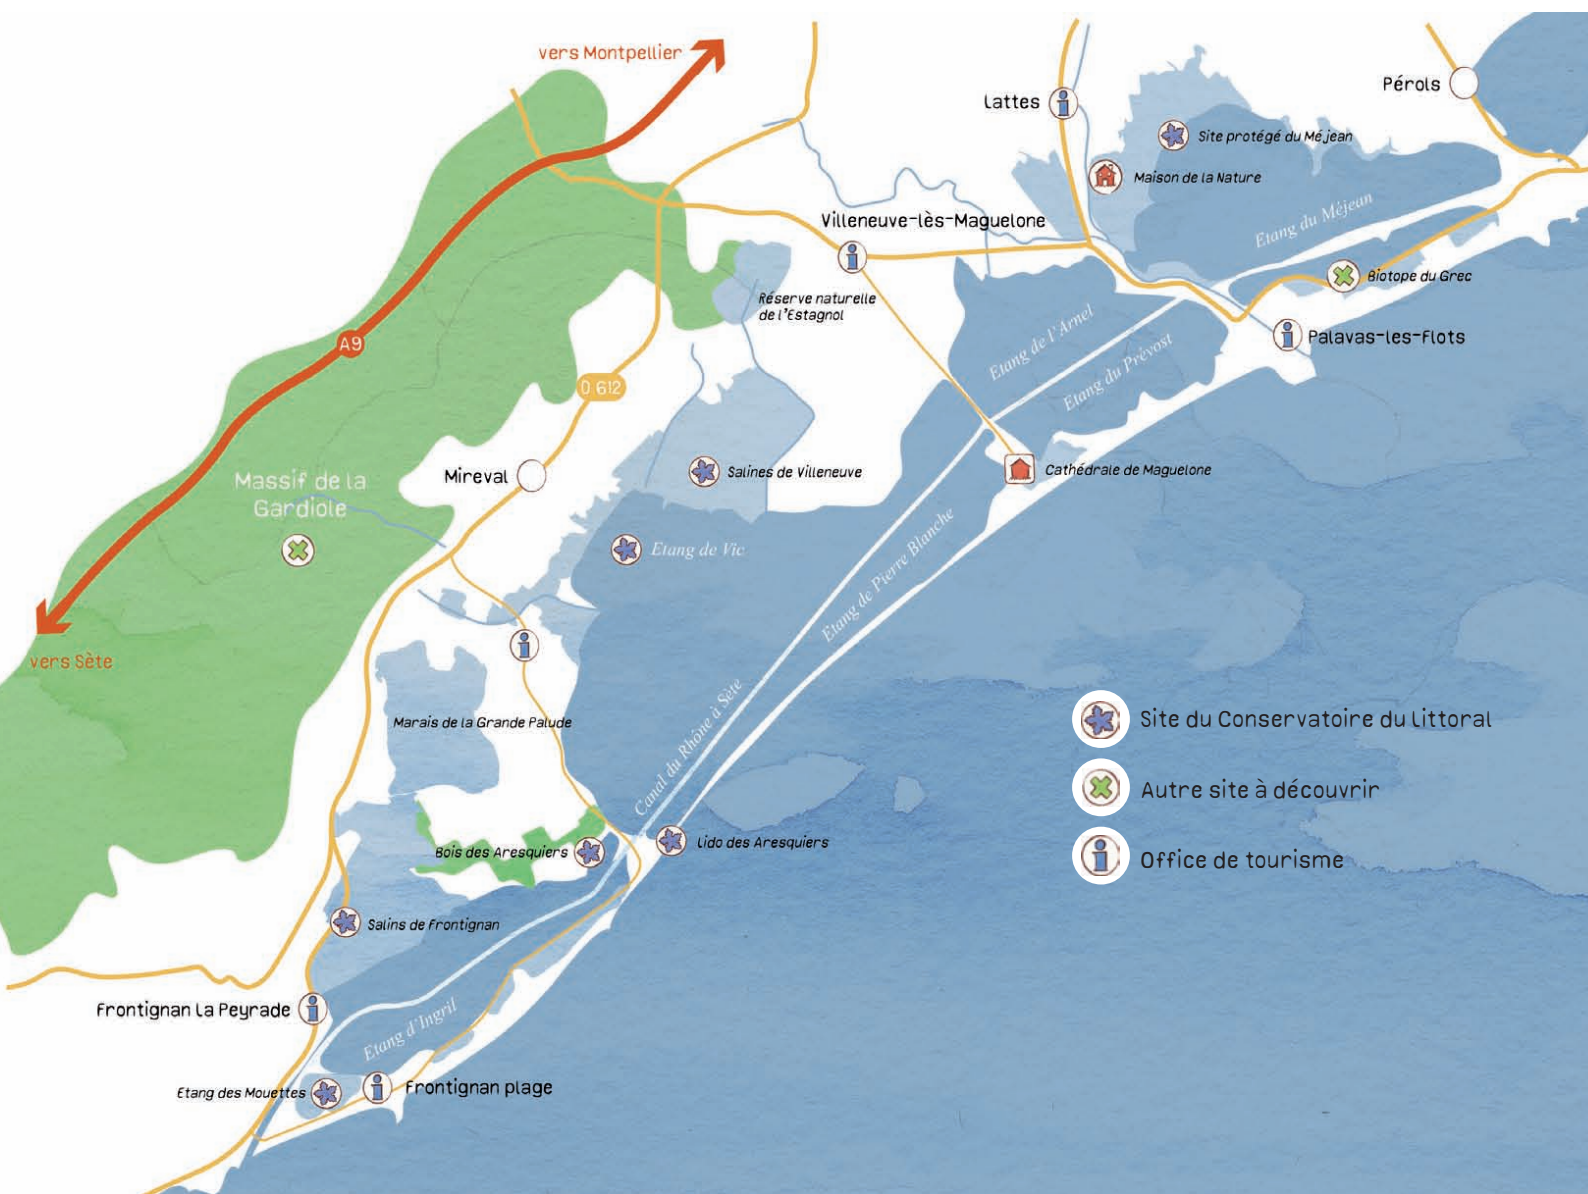 vers Montpellier
Lattes
Pérols
Site protégé du Méjean
Maison de la Nature
Villeneuve-lès-Maguelone
Etang du Méjean
Biotope du Grec
Réserve naturelle
de l'Estagnol
Etang de l'Arnel
Palavas-les-flots
A9
Etang du Prévost
D 612
Massif de la
Gardiole
Mireval
Salines de Villeneuve
Cathédrale de Maguelone
Etang de Vic
Etang de Pierre Blanche
vers Sète
Marais de la Grande Palude
Canal du Rhône à Sète
Site du Conservatoire du Littoral
Autre site à découvrir
Office de tourisme
Bois des Aresquiers
Lido des Aresquiers
Salins de Frontignan
Frontignan La Peyrade
Etang d'Ingril
Etang des Mouettes
Frontignan plage